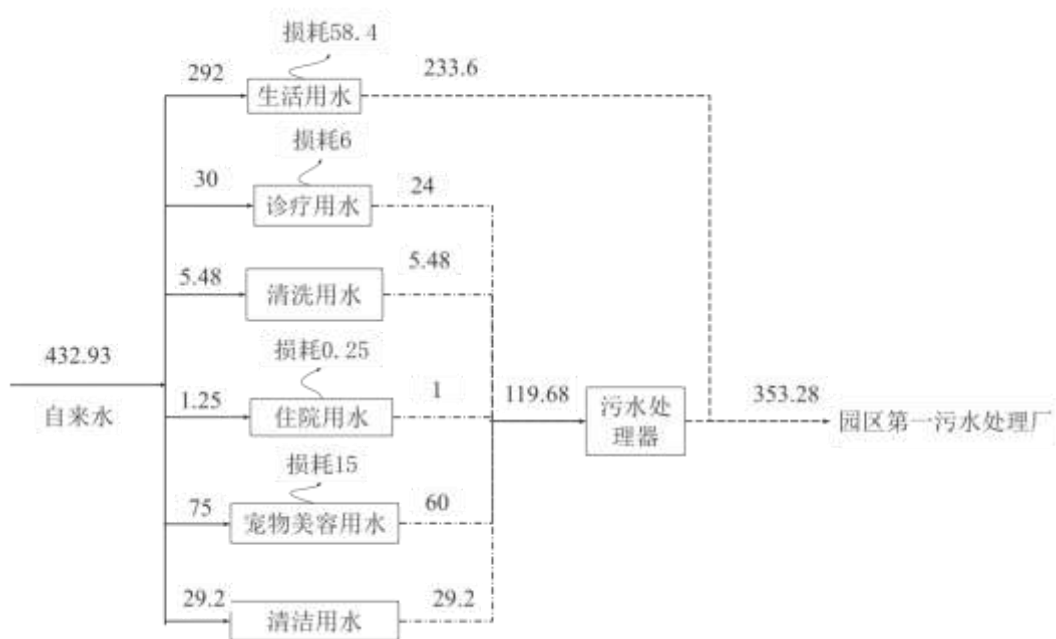 损耗58.4
292
233.6
生活用水
损耗6
30
24
诊疗用水
5.48
5.48
清洗用水
损耗0.25
432.93
自来水
1.25
1
住院用水
119.68
污水处
理器
353.28
园区第一污水处理厂
损耗15
75
60
宠物美容用水
29.2
29.2
清洁用水